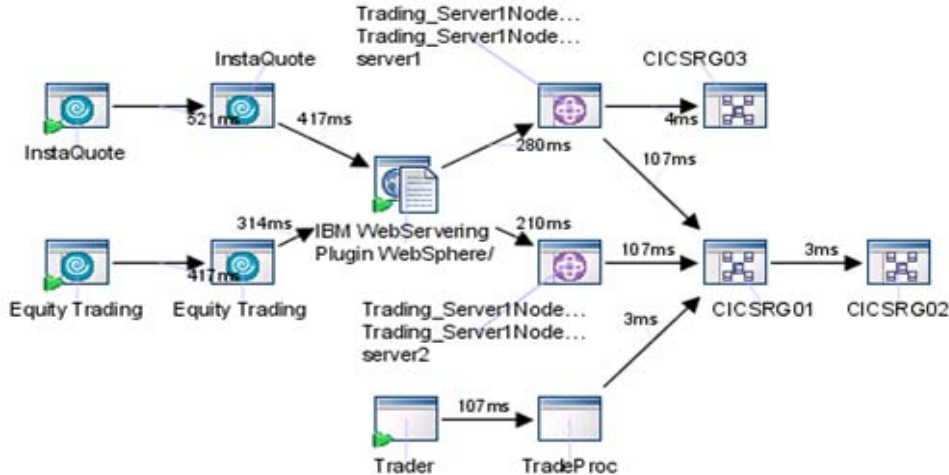 Trading_Server1Node...
Trading_Server1Node...
server1
InstaQuote
CICSRG03
521ms
417ms
280ms
4ms
InstaQuote
107ms
314ms
IBM WebServering
Plugin WebSphere/
210ms
107ms
3ms
417ms
Equity Trading
Equity Trading
CICSRG01
CICSRG02
Trading_Server1Node...
Trading_Server1Node...
server2
3ms
107ms
Trader
TradeProc